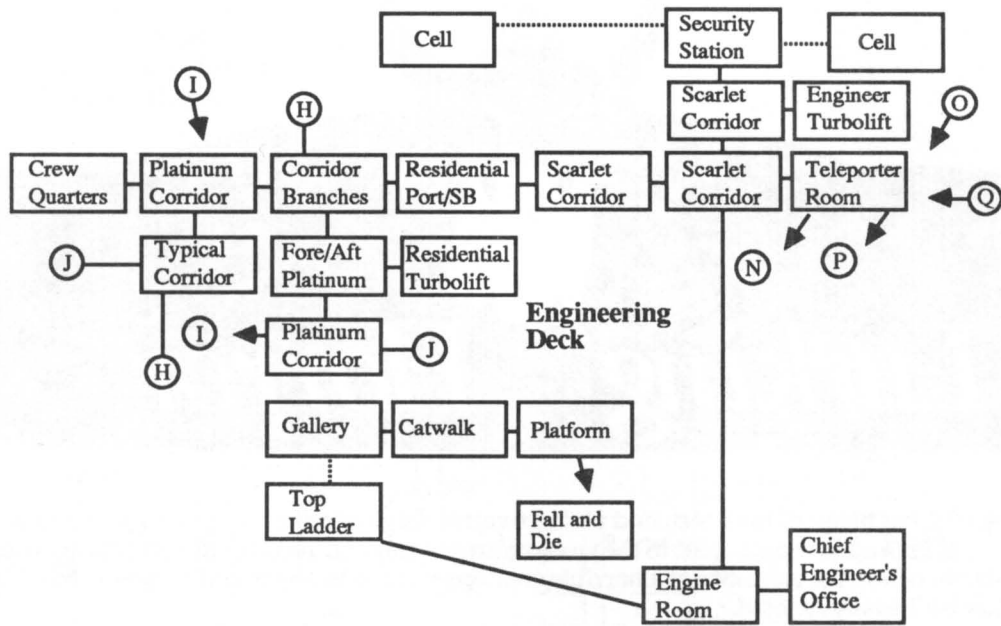 Cell
Security
Station
Cell
I
H
Scarlet
Corridor
Engineer
Turbolift
O
Crew
Quarters
Platinum
Corridor
Corridor
Branches
Residential
Port/SB
Scarlet
Corridor
Scarlet
Corridor
Teleporter
Room
Q
J
Typical
Corridor
Fore/Aft
Platinum
Residential
Turbolift
N
P
I
Platinum
Corridor
J
H
Engineering
Deck
Gallery
Catwalk
Platform
Top
Ladder
Fall and
Die
Engine
Room
Chief
Engineer's
Office